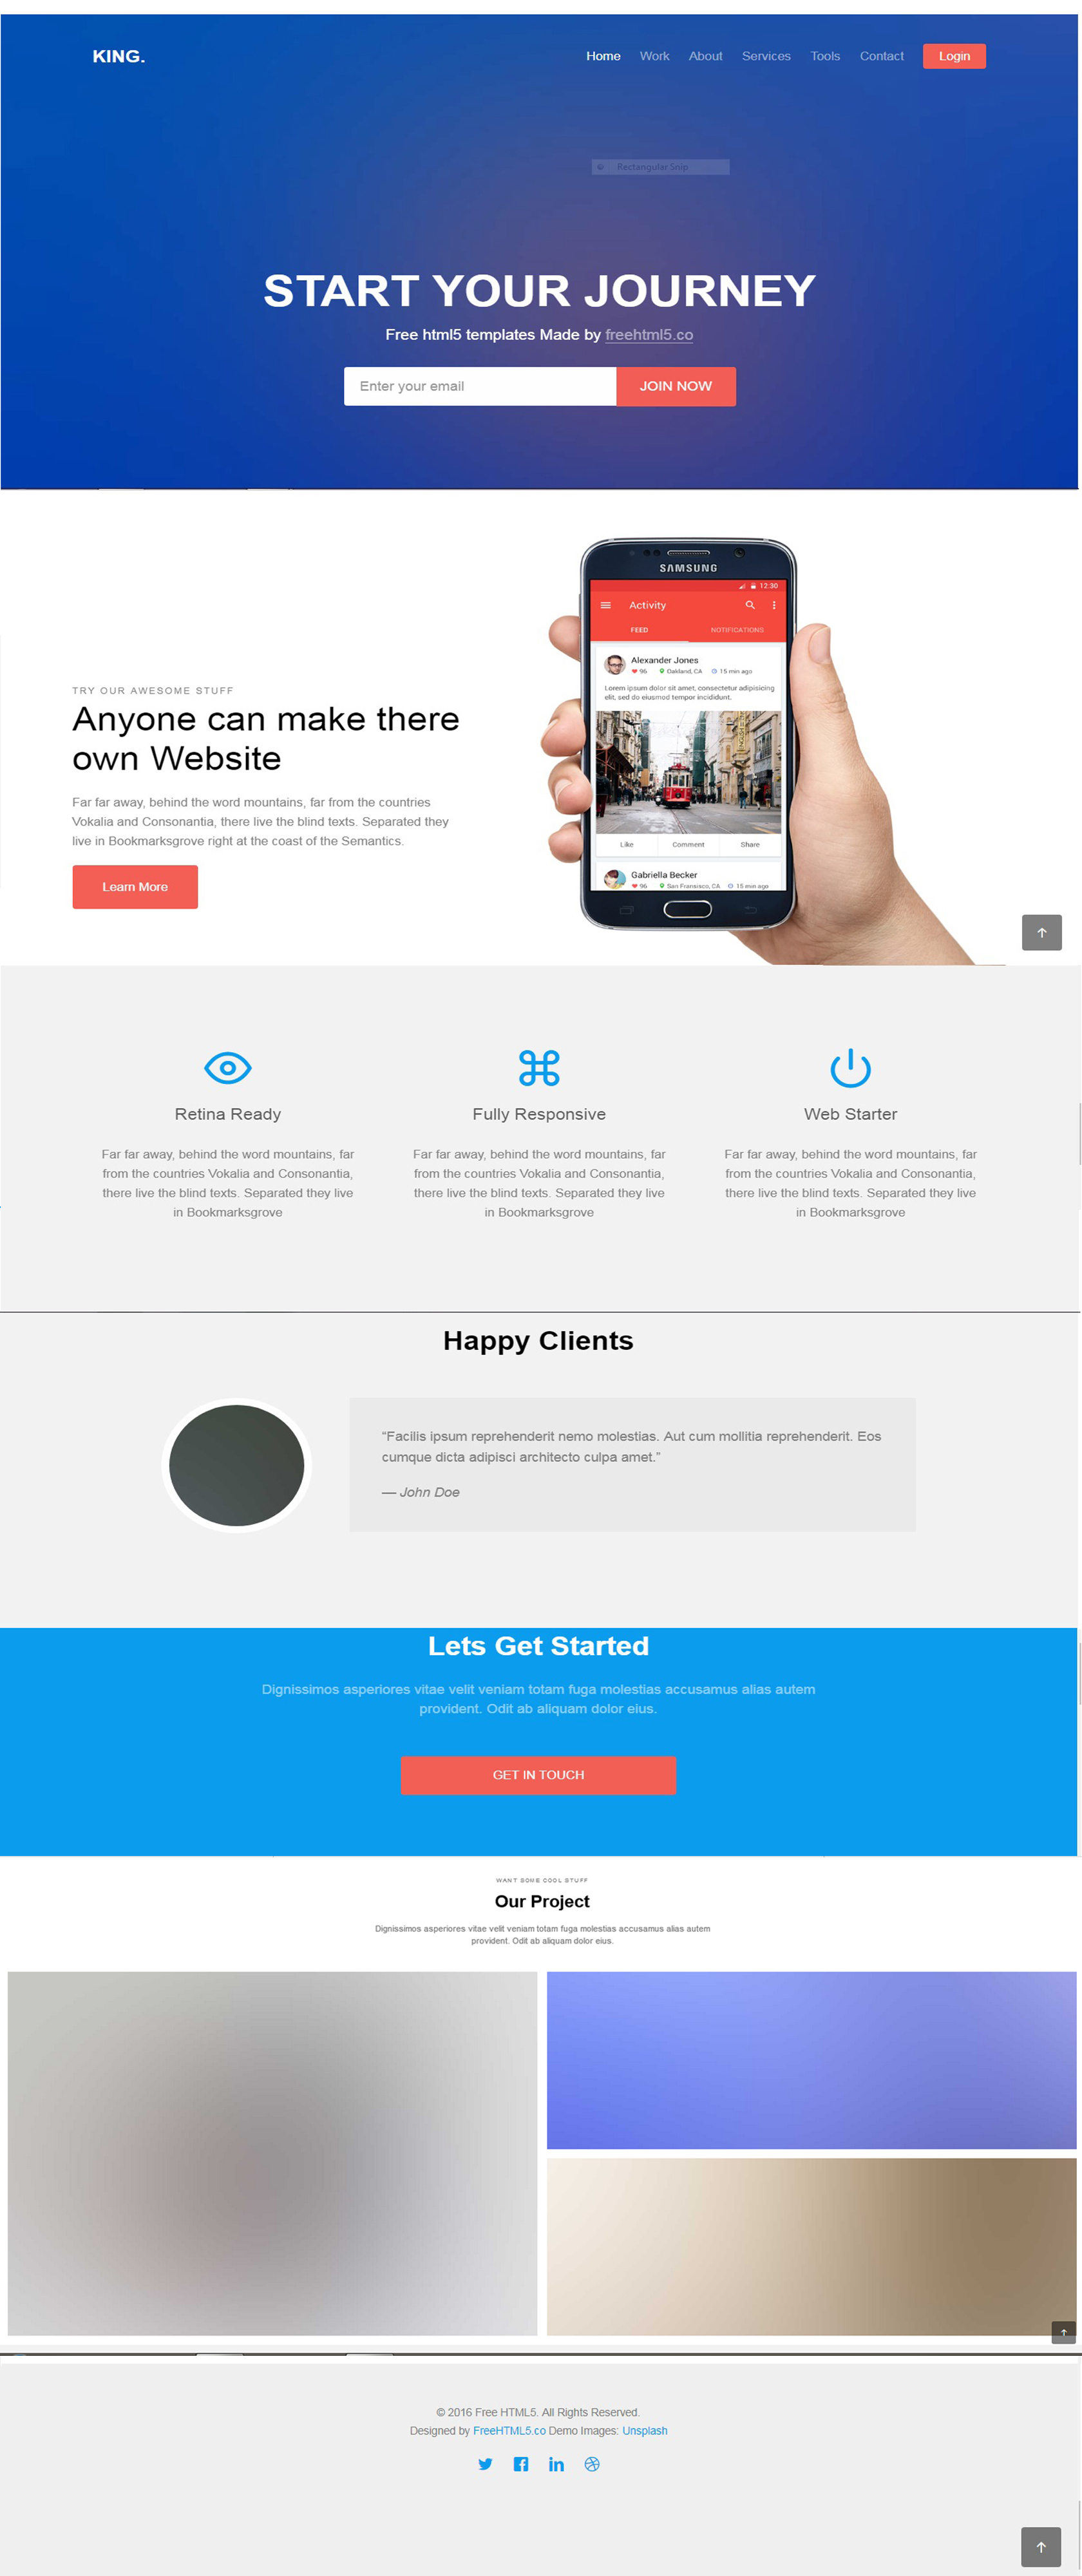 KING.
Home Work About Services Tools Contact Login
Rectangular Snip
START YOUR JOURNEY
Free html5 templates Made by freehtml5.co
Enter your email JOIN NOW
SAMSUNG
12:30
Activity
FEED NOTIFICATIONS
Alexander Jones
96 Oakland, CA 15 min ago
Lorem ipsum dolor sit amet, consectetur adipisicing
elit, sed do eiusmod tempor incididunt.
Like Comment Share
Gabriella Becker
96 San Fransisco, CA 15 min ago
TRY OUR AWESOME STUFF
Anyone can make there
own Website
Far far away, behind the word mountains, far from the countries
Vokalia and Consonantia, there live the blind texts. Separated they
live in Bookmarksgrove right at the coast of the Semantics.
Learn More
Retina Ready
Far far away, behind the word mountains, far
from the countries Vokalia and Consonantia,
there live the blind texts. Separated they live
in Bookmarksgrove
Fully Responsive
Far far away, behind the word mountains, far
from the countries Vokalia and Consonantia,
there live the blind texts. Separated they live
in Bookmarksgrove
Web Starter
Far far away, behind the word mountains, far
from the countries Vokalia and Consonantia,
there live the blind texts. Separated they live
in Bookmarksgrove
Happy Clients
“Facilis ipsum reprehenderit nemo molestias. Aut cum mollitia reprehenderit. Eos
cumque dicta adipisci architecto culpa amet.”
— John Doe
Lets Get Started
Dignissimos asperiores vitae velit veniam totam fuga molestias accusamus alias autem
provident. Odit ab aliquam dolor eius.
GET IN TOUCH
WANT SOME COOL STUFF
Our Project
Dignissimos asperiores vitae velit veniam totam fuga molestias accusamus alias autem
provident. Odit ab aliquam dolor eius.
© 2016 Free HTML5. All Rights Reserved.
Designed by FreeHTML5.co Demo Images: Unsplash